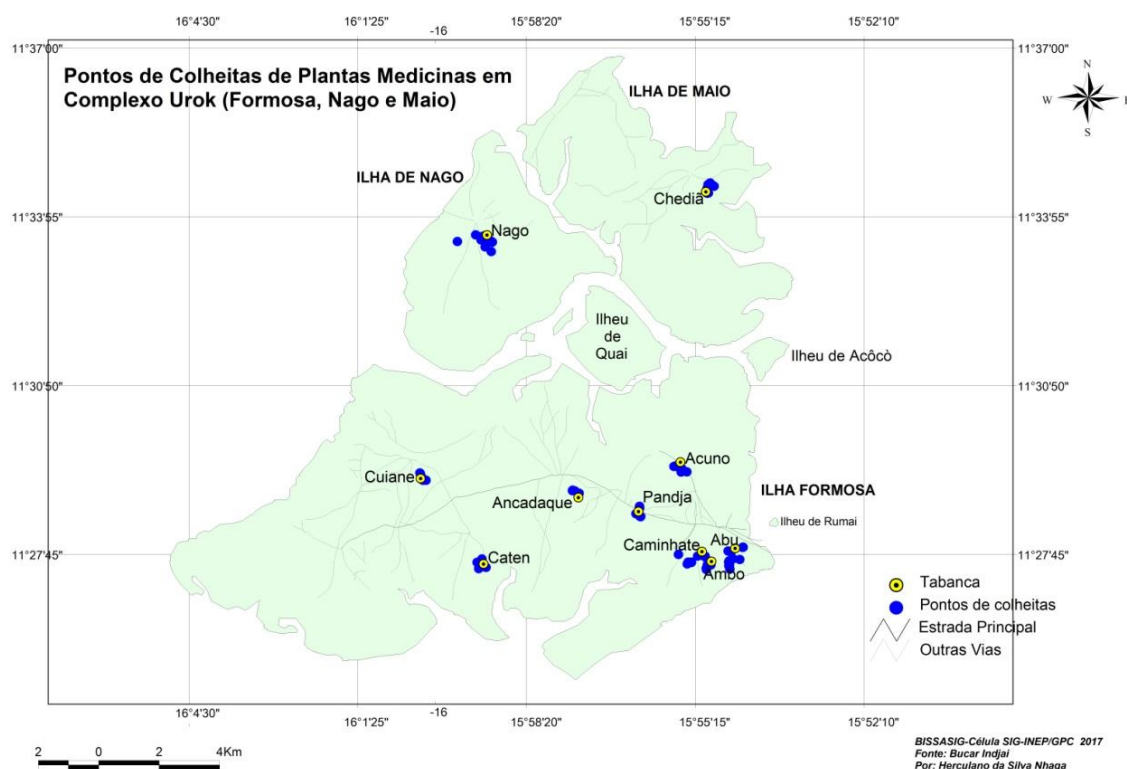 16°4'30" 16°1'25" 15°58'20" 15°55'15" 15°52'10"
-16
11°37'00" 11°37'00"
Pontos de Colheitas de Plantas Medicinas em
Complexo Urok (Formosa, Nago e Maio)
N
W E
S
ILHA DE MAIO
ILHA DE NAGO
Chediã
11°33'55" 11°33'55"
Nago
Ilheu
de
Quai
Ilheu de Acôcò
11°30'50" 11°30'50"
Acuno
Cuiane
Ancadaque
Pandja
ILHA FORMOSA
Ilheu de Rumai
Caminhate
Abu
11°27'45" 11°27'45"
Caten
Ambo
Tabanca
Pontos de colheitas
Estrada Principal
Outras Vias
16°4'30" 16°1'25" -16 15°58'20" 15°55'15" 15°52'10"
2 0 2 4Km
BISSASIG-Célula SIG-INEP/GPC 2017
Fonte: Bucar Indjai
Por: Herculano da Silva Nhaga